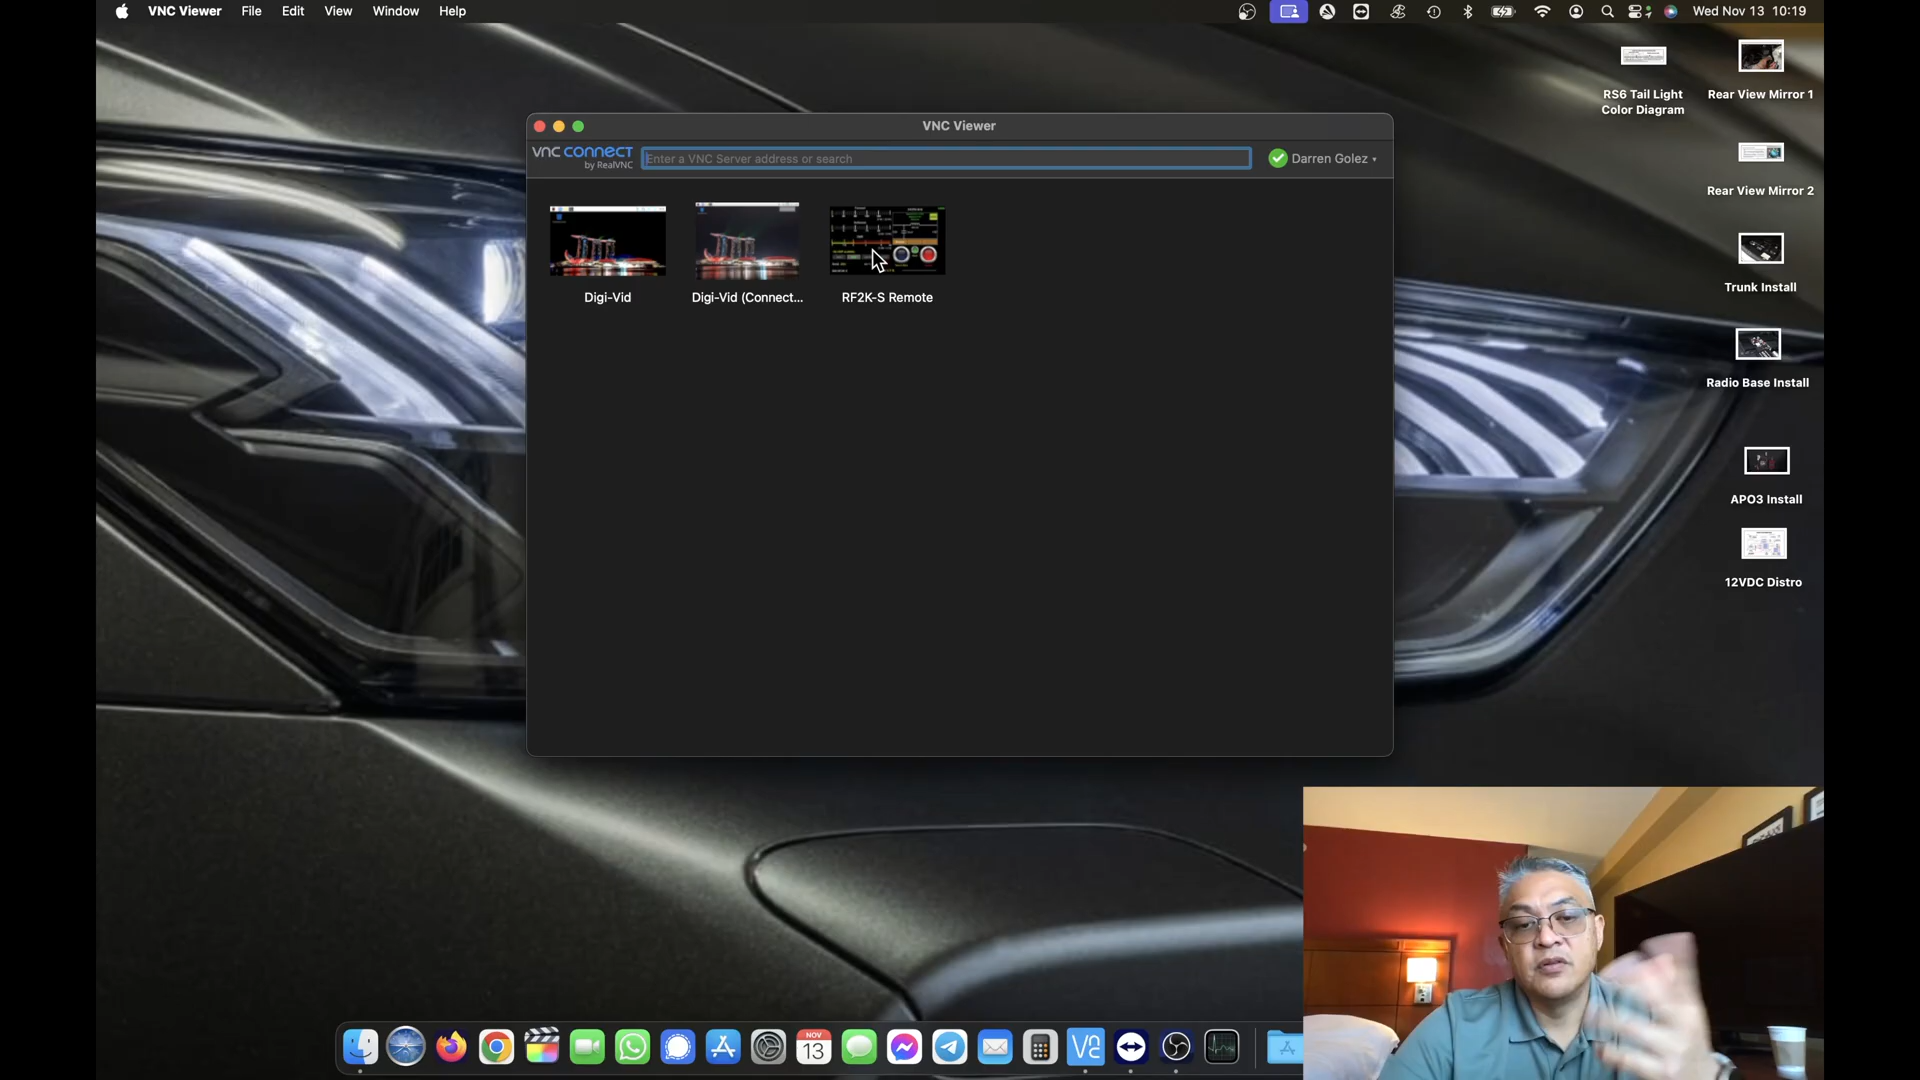 VNC Viewer File Edit View Window Help Wed Nov 13 10:19
RS6 Tail Light
Color Diagram
Rear View Mirror 1
Rear View Mirror 2
Trunk Install
Radio Base Install
APO3 Install
12VDC Distro
VNC Viewer
VNC CONNECT
by RealVNC
Enter a VNC Server address or search
Darren Golez
Digi-Vid
Digi-Vid (Connect...
RF2K-S Remote
NOV
13